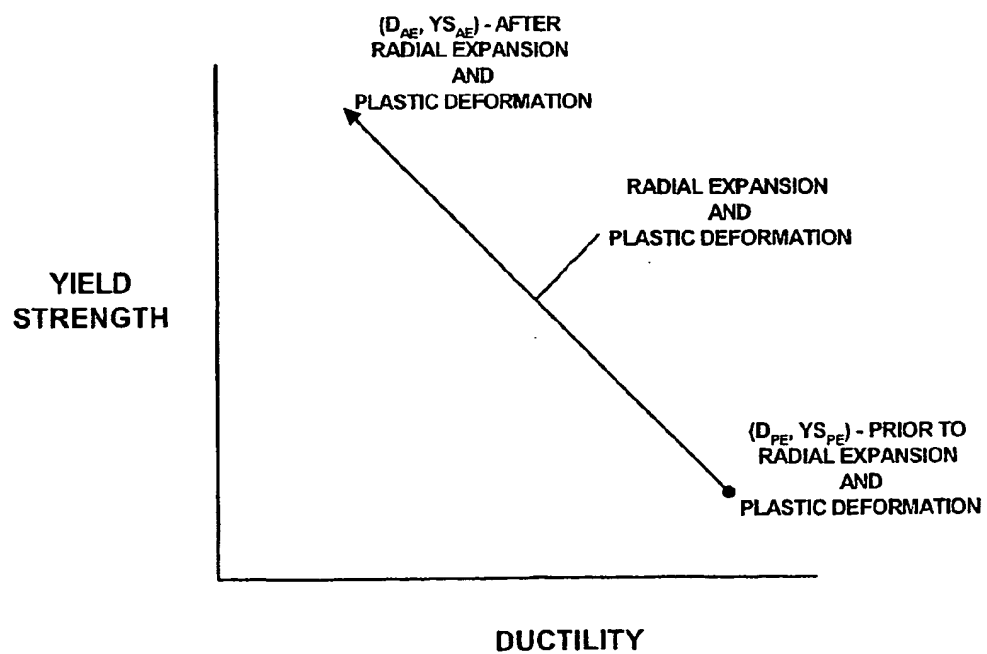 (D_AE, YS_AE) - AFTER
RADIAL EXPANSION
AND
PLASTIC DEFORMATION
RADIAL EXPANSION
AND
PLASTIC DEFORMATION
YIELD
STRENGTH
(D_PE, YS_PE) - PRIOR TO
RADIAL EXPANSION
AND
PLASTIC DEFORMATION
DUCTILITY